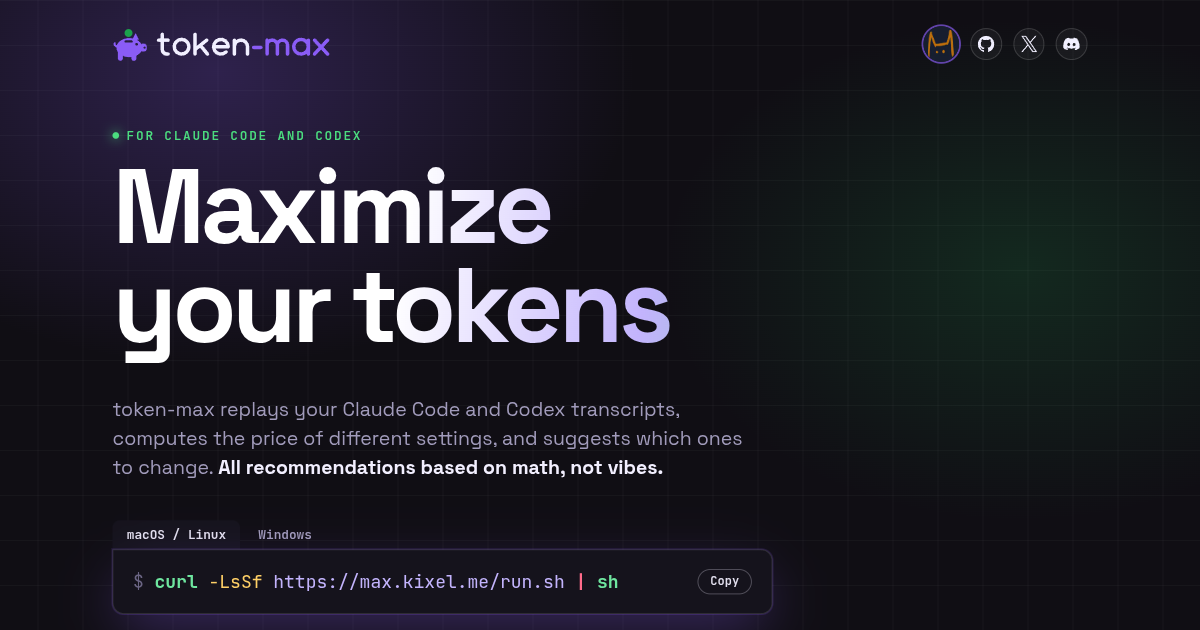 token-max
FOR CLAUDE CODE AND CODEX
Maximize
your tokens
token-max replays your Claude Code and Codex transcripts,
computes the price of different settings, and suggests which ones
to change. All recommendations based on math, not vibes.
macOS / Linux
Windows
$ curl -LsSf https://max.kixel.me/run.sh | sh
Copy